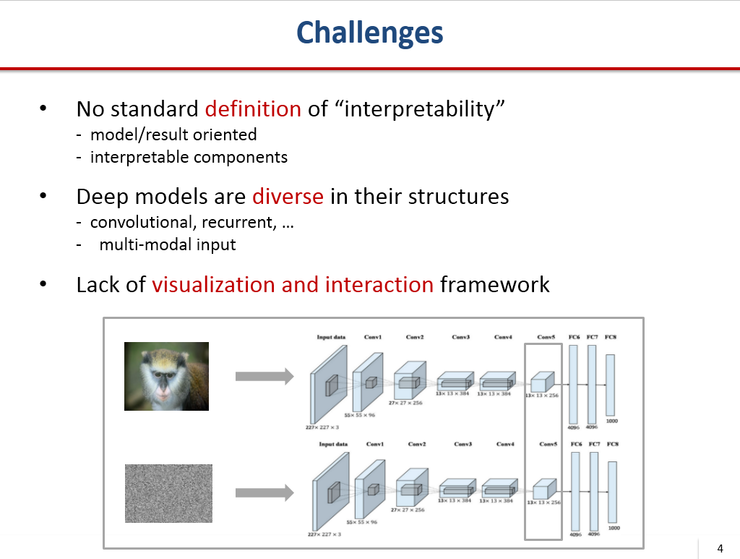 Challenges
• No standard definition of “interpretability”
- model/result oriented
- interpretable components
• Deep models are diverse in their structures
- convolutional, recurrent, ...
- multi-modal input
• Lack of visualization and interaction framework
Input data Conv1 Conv2 Conv3 Conv4 Conv5 FC6 FC7 FC8
227× 227 × 3 55× 55 × 96 27× 27 × 256 13× 13 × 384 13× 13 × 384 13× 13 × 256 4096 4096 1000
Input data Conv1 Conv2 Conv3 Conv4 Conv5 FC6 FC7 FC8
227× 227 × 3 55× 55 × 96 27× 27 × 256 13× 13 × 384 13× 13 × 384 13× 13 × 256 4096 4096 1000
4